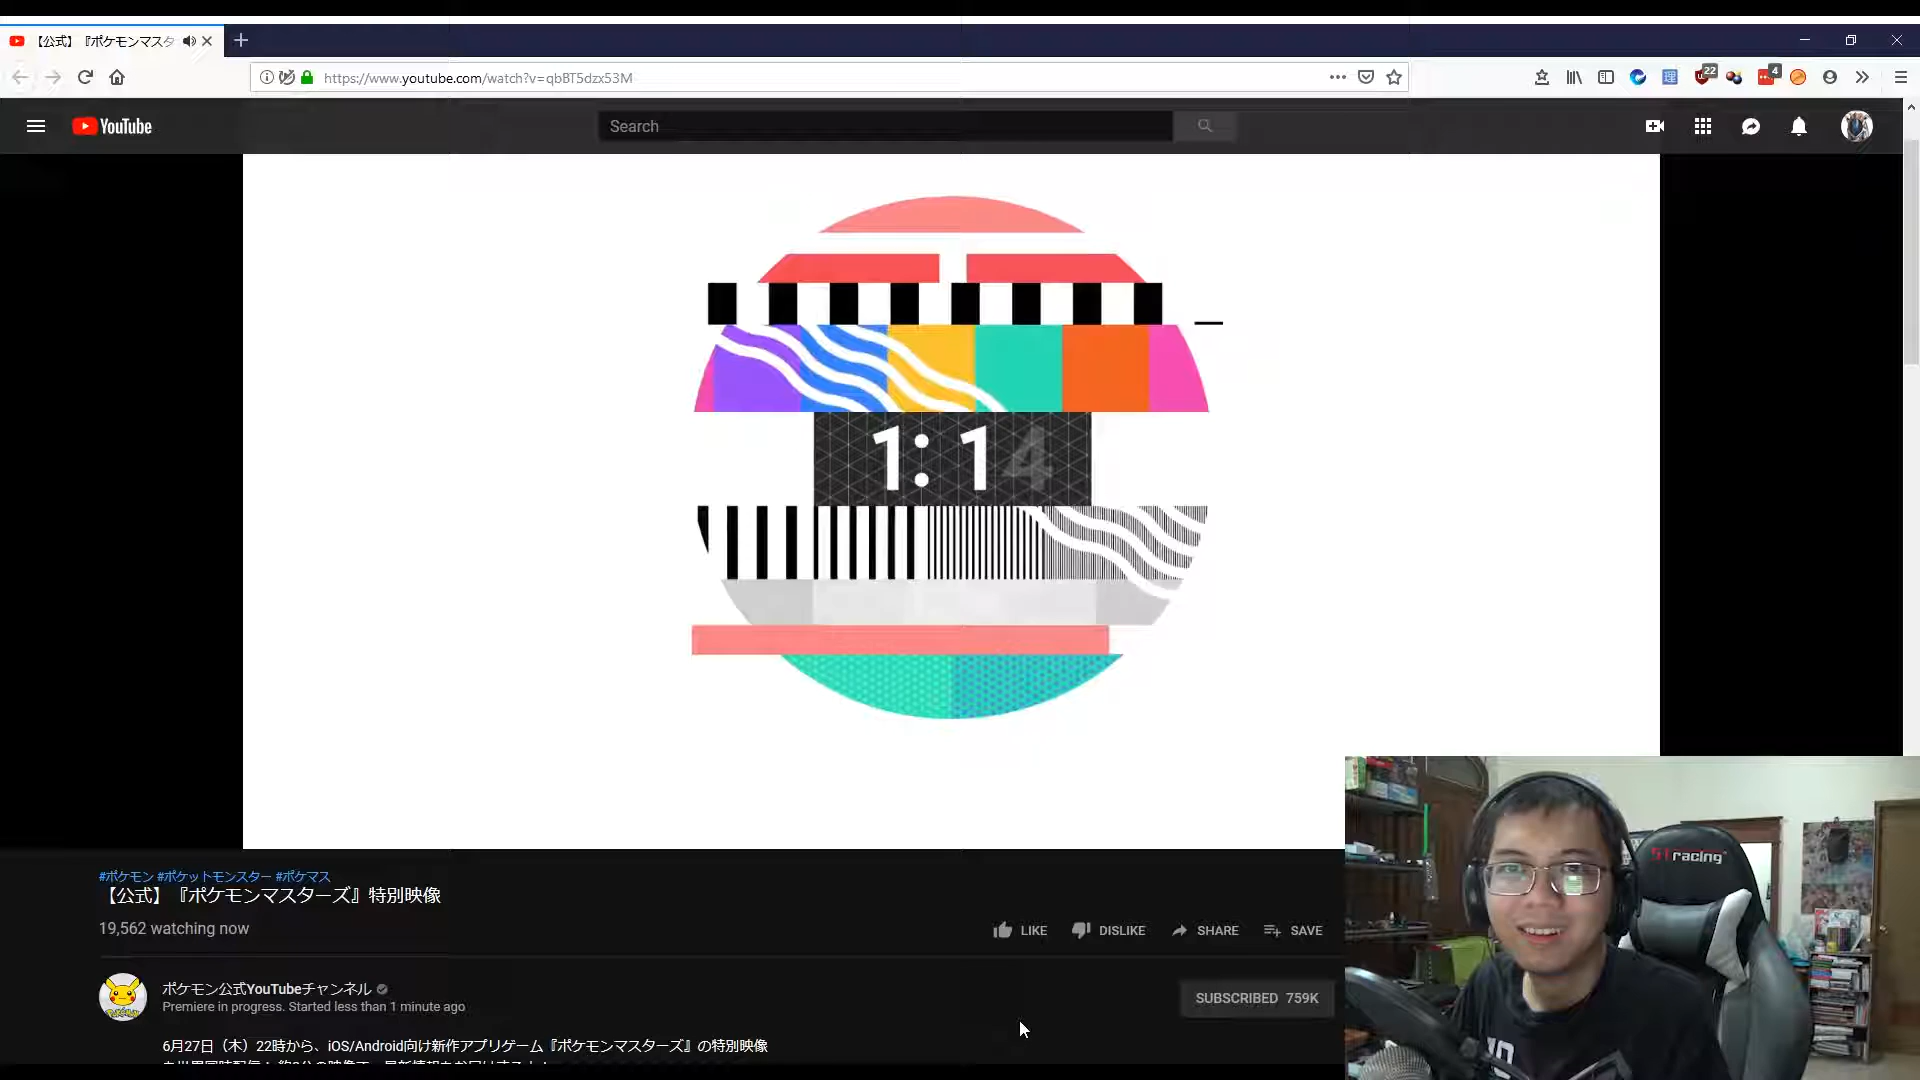 【公式】『ポケモンマスタ
https://www.youtube.com/watch?v=qbBT5dzx53M
22
4
YouTube
Search
1:14
#ポケモン #ポケットモンスター #ポケマス
【公式】『ポケモンマスターズ』特別映像
19,562 watching now
LIKE
DISLIKE
SHARE
SAVE
ポケモン公式YouTubeチャンネル
Premiere in progress. Started less than 1 minute ago
SUBSCRIBED 759K
6月27日（木）22時から、iOS/Android向け新作アプリゲーム『ポケモンマスターズ』の特別映像
racing